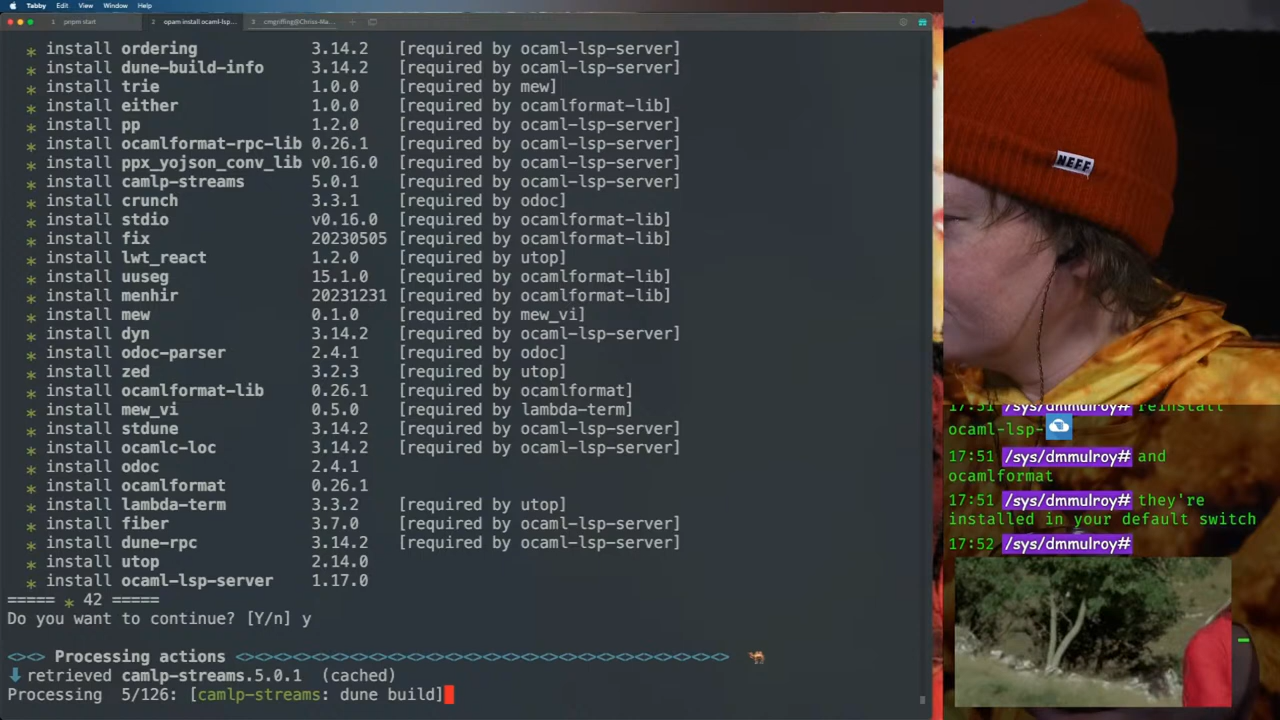 Tabby Edit View Window Help
1 pnpm start 2 opam install ocaml-lsp... 3 cmgriffing@Chriss-Ma...
* install ordering 3.14.2 [required by ocaml-lsp-server]
* install dune-build-info 3.14.2 [required by ocaml-lsp-server]
* install trie 1.0.0 [required by mew]
* install either 1.0.0 [required by ocamlformat-lib]
* install pp 1.2.0 [required by ocaml-lsp-server]
* install ocamlformat-rpc-lib 0.26.1 [required by ocaml-lsp-server]
* install ppx_yojson_conv_lib v0.16.0 [required by ocaml-lsp-server]
* install camlp-streams 5.0.1 [required by ocaml-lsp-server]
* install crunch 3.3.1 [required by odoc]
* install stdio v0.16.0 [required by ocamlformat-lib]
* install fix 20230505 [required by ocamlformat-lib]
* install lwt_react 1.2.0 [required by utop]
* install uuseg 15.1.0 [required by ocamlformat-lib]
* install menhir 20231231 [required by ocamlformat-lib]
* install mew 0.1.0 [required by mew_vi]
* install dyn 3.14.2 [required by ocaml-lsp-server]
* install odoc-parser 2.4.1 [required by odoc]
* install zed 3.2.3 [required by utop]
* install ocamlformat-lib 0.26.1 [required by ocamlformat]
* install mew_vi 0.5.0 [required by lambda-term]
* install stdune 3.14.2 [required by ocaml-lsp-server]
* install ocamlc-loc 3.14.2 [required by ocaml-lsp-server]
* install odoc 2.4.1
* install ocamlformat 0.26.1
* install lambda-term 3.3.2 [required by utop]
* install fiber 3.7.0 [required by ocaml-lsp-server]
* install dune-rpc 3.14.2 [required by ocaml-lsp-server]
* install utop 2.14.0
* install ocaml-lsp-server 1.17.0
===== * 42 =====
Do you want to continue? [Y/n] y
<><> Processing actions <><><><><><><><><><><><><><><><><><><><><><><><><><><><>
retrieved camlp-streams.5.0.1 (cached)
Processing 5/126: [camlp-streams: dune build]
NEFF
17:51 /sys/dmmulroy# reinstall
ocaml-lsp-
17:51 /sys/dmmulroy# and
ocamlformat
17:51 /sys/dmmulroy# they're
installed in your default switch
17:52 /sys/dmmulroy#